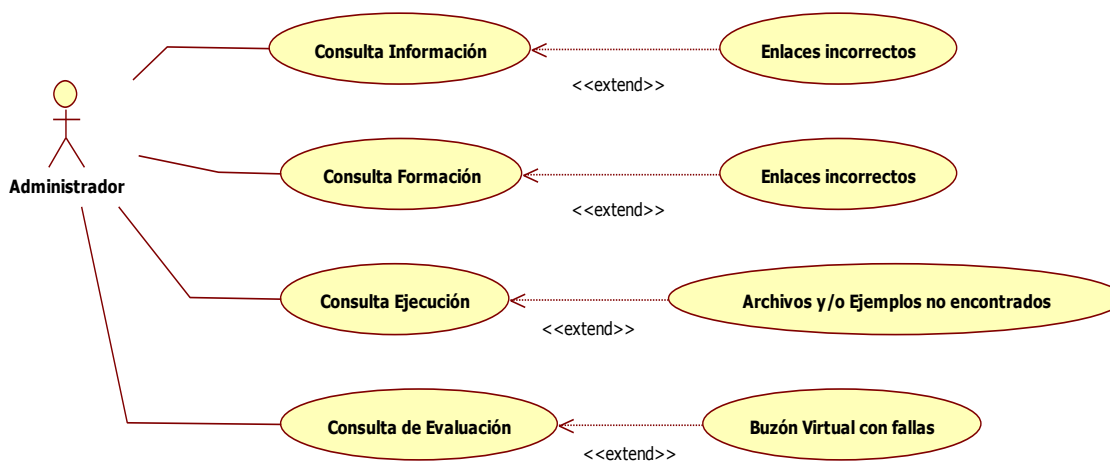 Consulta Información
Enlaces incorrectos
<<extend>>
Consulta Formación
Enlaces incorrectos
Administrador
<<extend>>
Consulta Ejecución
Archivos y/o Ejemplos no encontrados
<<extend>>
Consulta de Evaluación
Buzón Virtual con fallas
<<extend>>